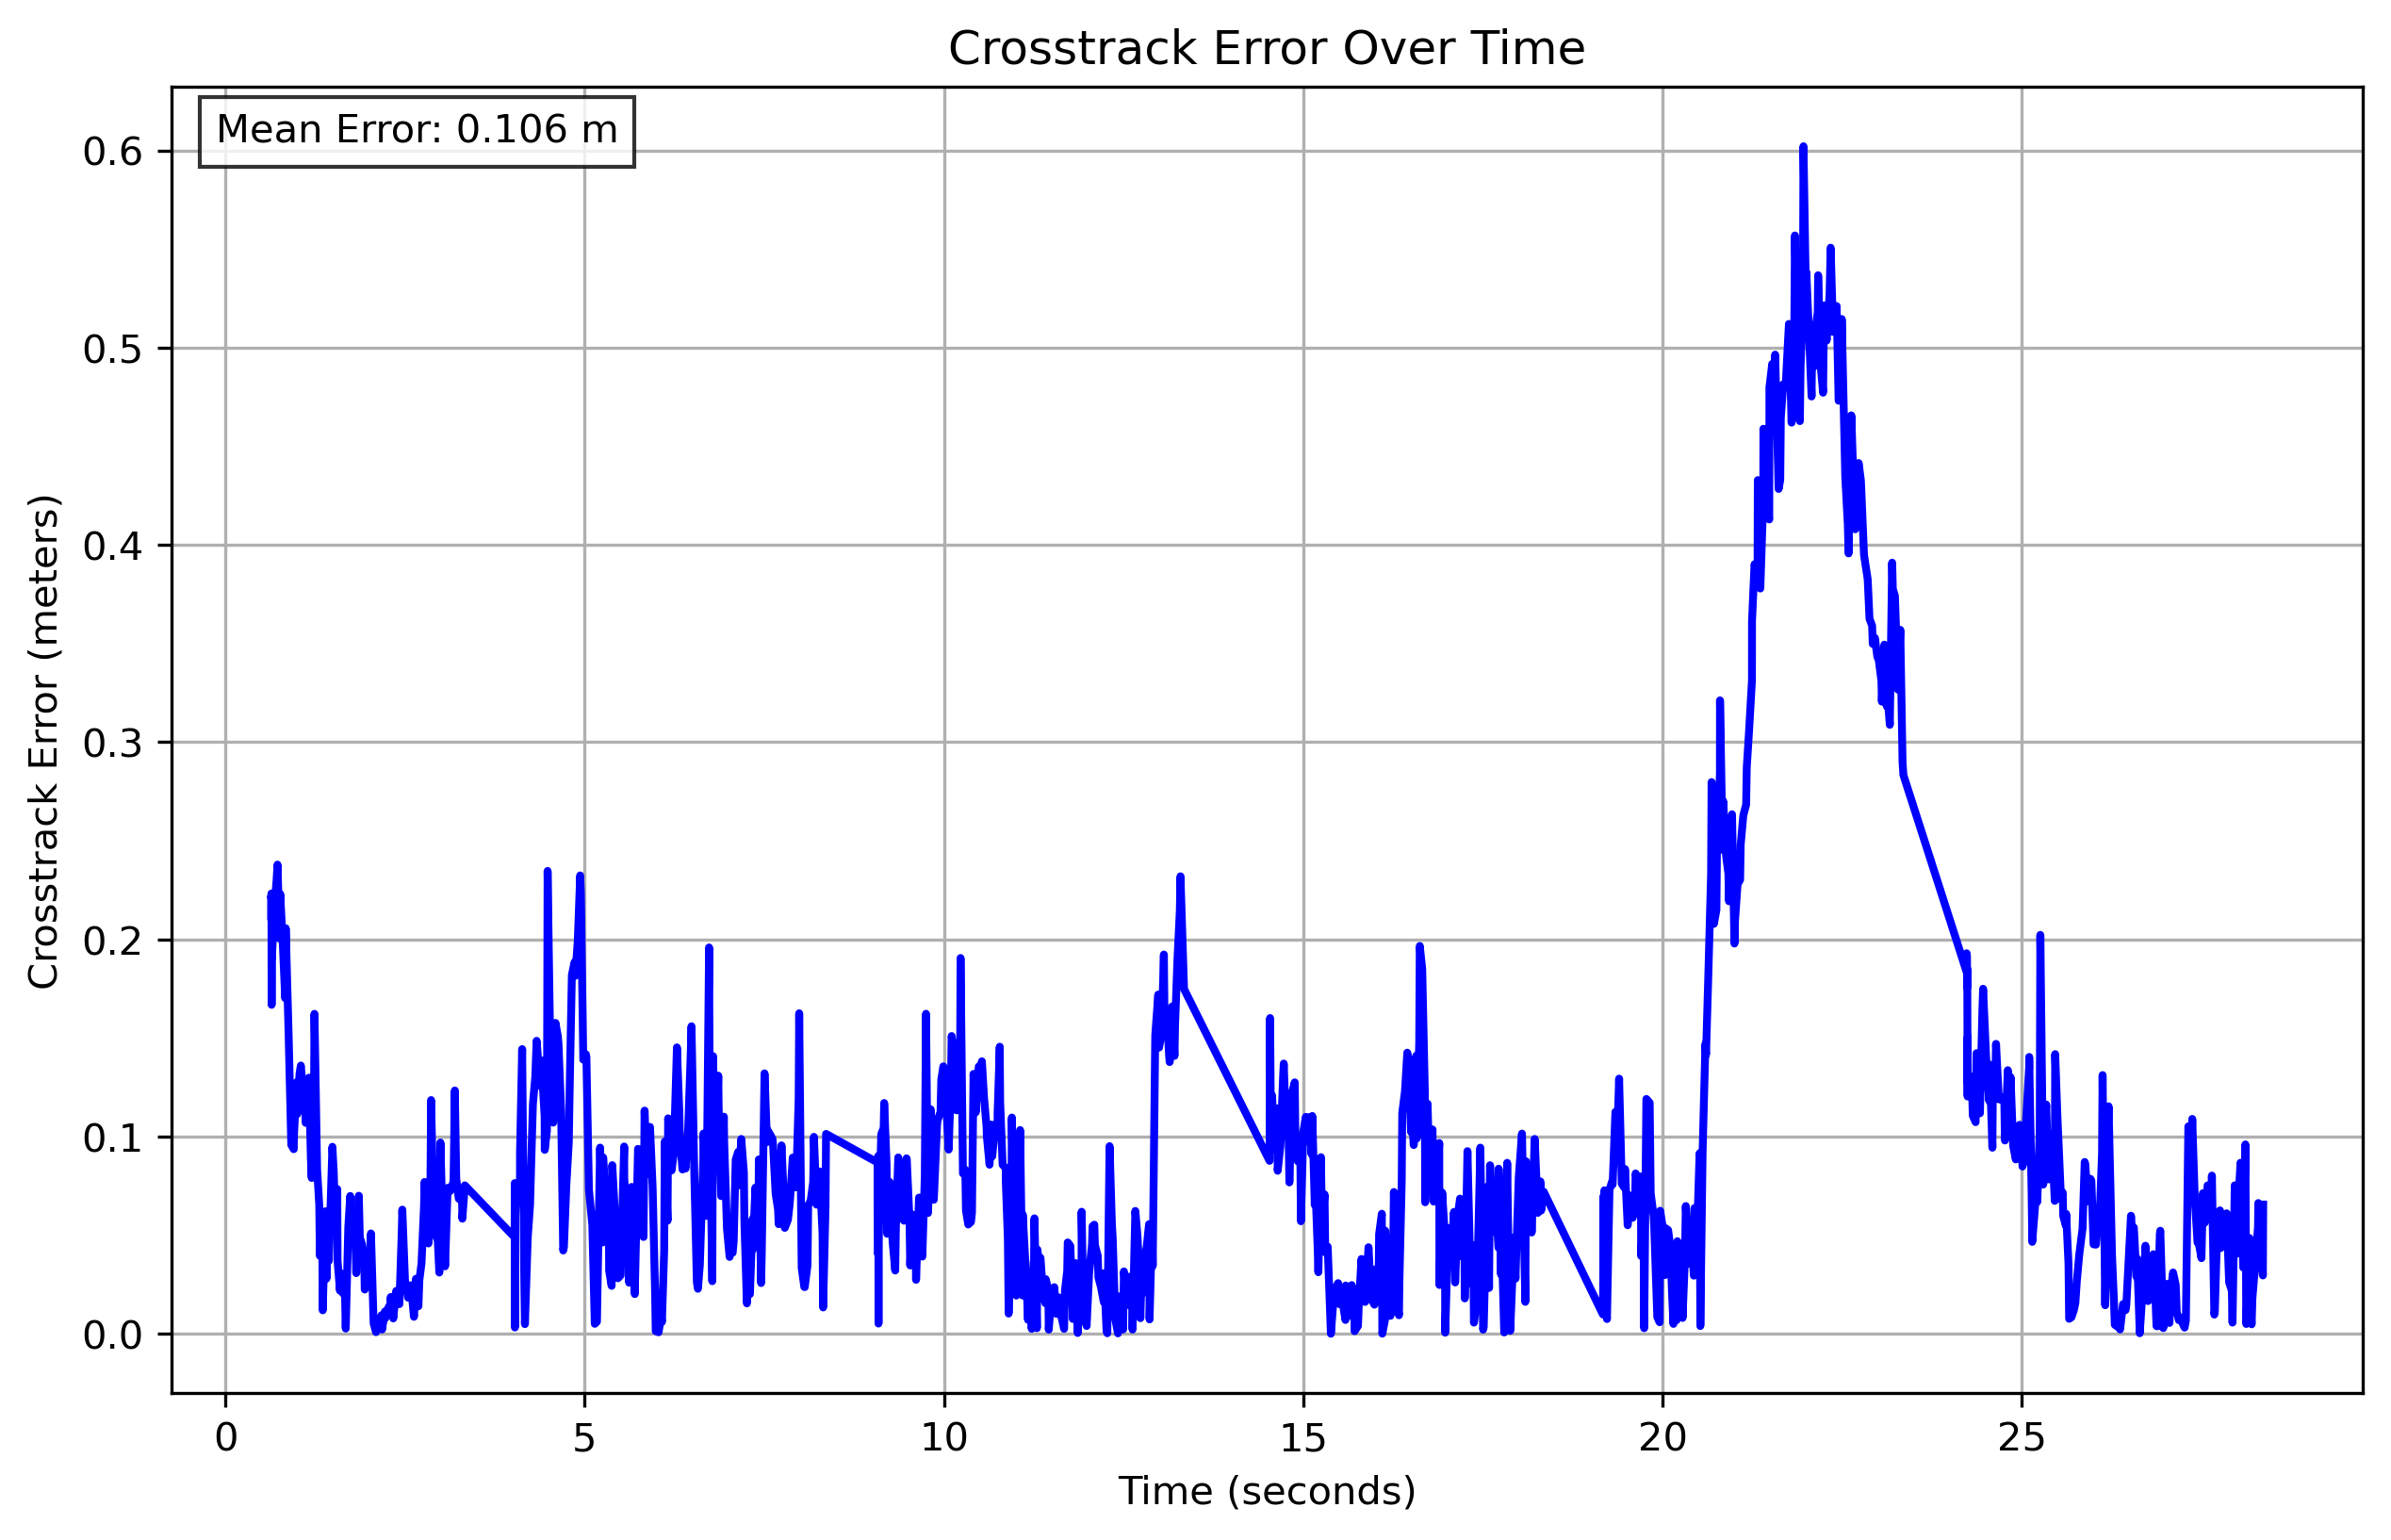 Crosstrack Error Over Time
Mean Error: 0.106 m
0.6
0.5
0.4
0.3
0.2
0.1
0.0
Crosstrack Error (meters)
0 5 10 15 20 25
Time (seconds)